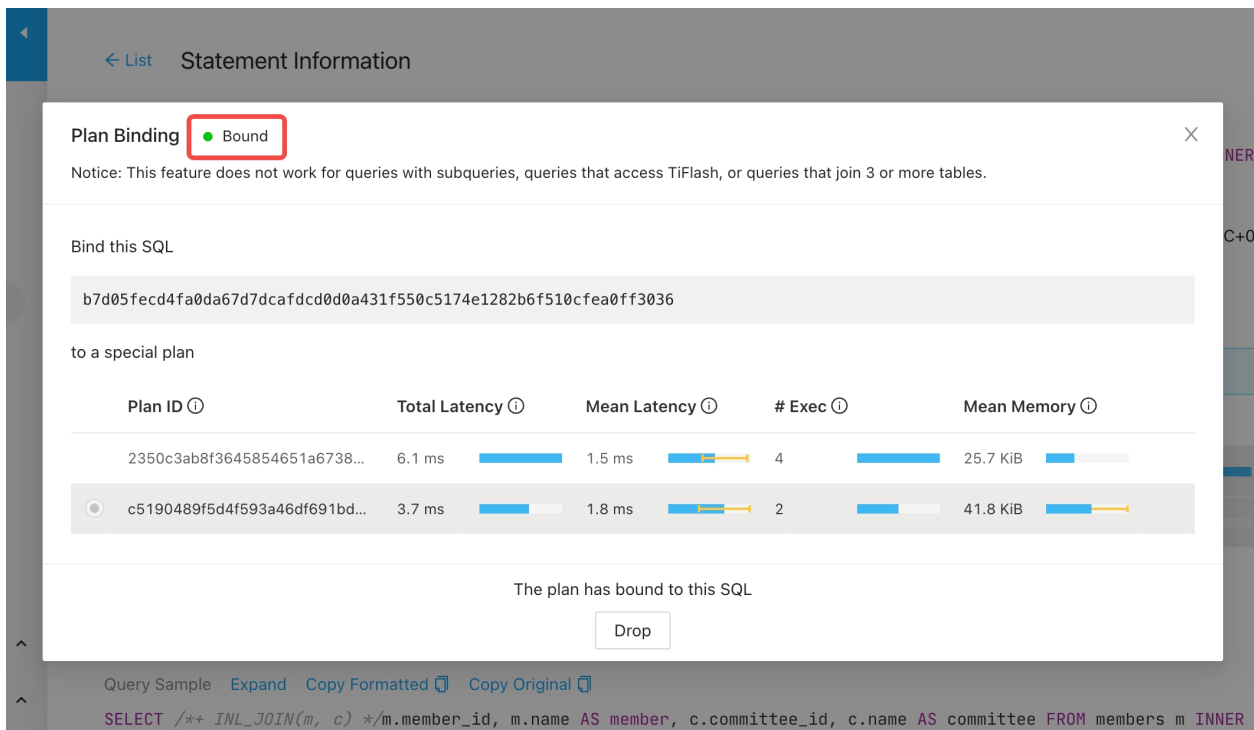 List Statement Information
Plan Binding Bound
Notice: This feature does not work for queries with subqueries, queries that access TiFlash, or queries that join 3 or more tables.
NER
C+0
Bind this SQL
b7d05fecd4fa0da67d7dcafdcd0d0a431f550c5174e1282b6f510cfea0ff3036
to a special plan
Plan ID Total Latency Mean Latency # Exec Mean Memory
2350c3ab8f3645854651a6738... 6.1 ms 1.5 ms 4 25.7 KiB
c5190489f5d4f593a46df691bd... 3.7 ms 1.8 ms 2 41.8 KiB
The plan has bound to this SQL
Drop
Query Sample Expand Copy Formatted Copy Original
SELECT /*+ INL_JOIN(m, c) */m.member_id, m.name AS member, c.committee_id, c.name AS committee FROM members m INNER